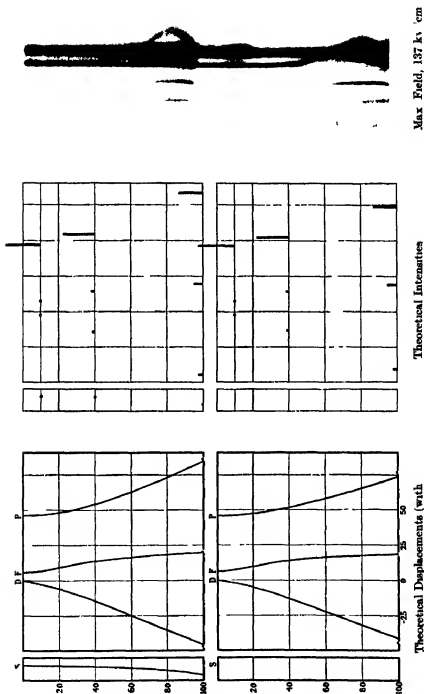 20
40
60
80
100
S
D F
P
20
40
60
80
100
S
D F
P
-25
0
25
50
Theoretical Displacements (with
Theoretical Intensities
Max Field, 137 kv/cm